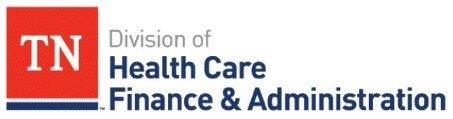 TN
Division of
Health Care
Finance & Administration